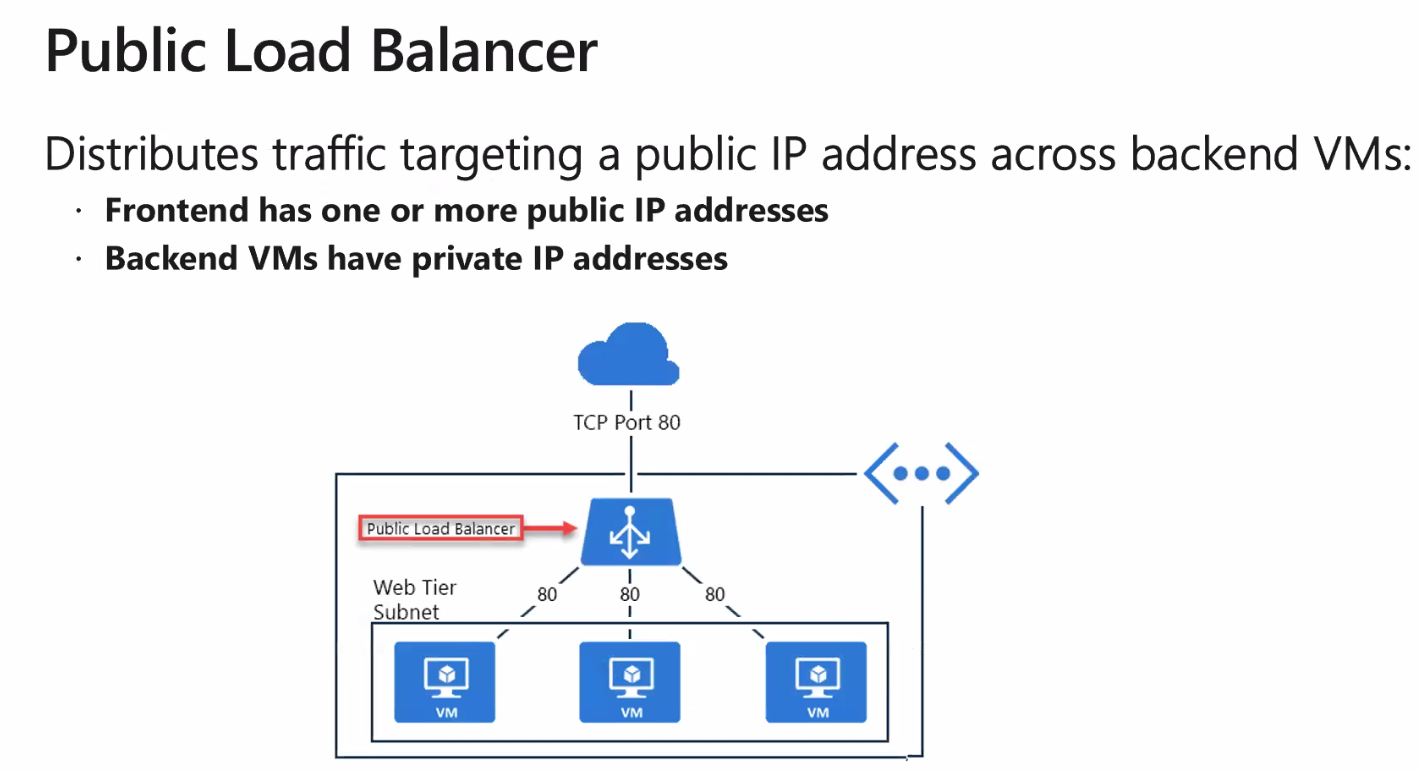 Public Load Balancer
Distributes traffic targeting a public IP address across backend VMs:
· Frontend has one or more public IP addresses
· Backend VMs have private IP addresses
TCP Port 80
Public Load Balancer
Web Tier
Subnet
80 80 80
VM VM VM